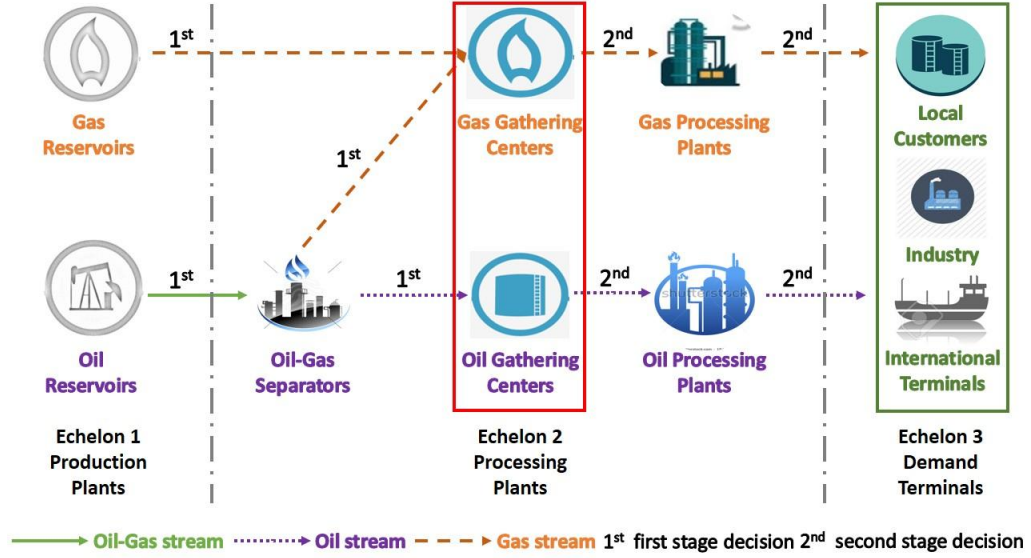 1st
2nd
2nd
Gas
Reservoirs
Gas Gathering
Centers
Gas Processing
Plants
Local
Customers
1st
Industry
1st
1st
2nd
2nd
shutterstock
Oil
Reservoirs
Oil-Gas
Separators
Oil Gathering
Centers
Oil Processing
Plants
International
Terminals
Echelon 1
Production
Plants
Echelon 2
Processing
Plants
Echelon 3
Demand
Terminals
Oil-Gas stream
Oil stream
Gas stream
1st first stage decision 2nd second stage decision